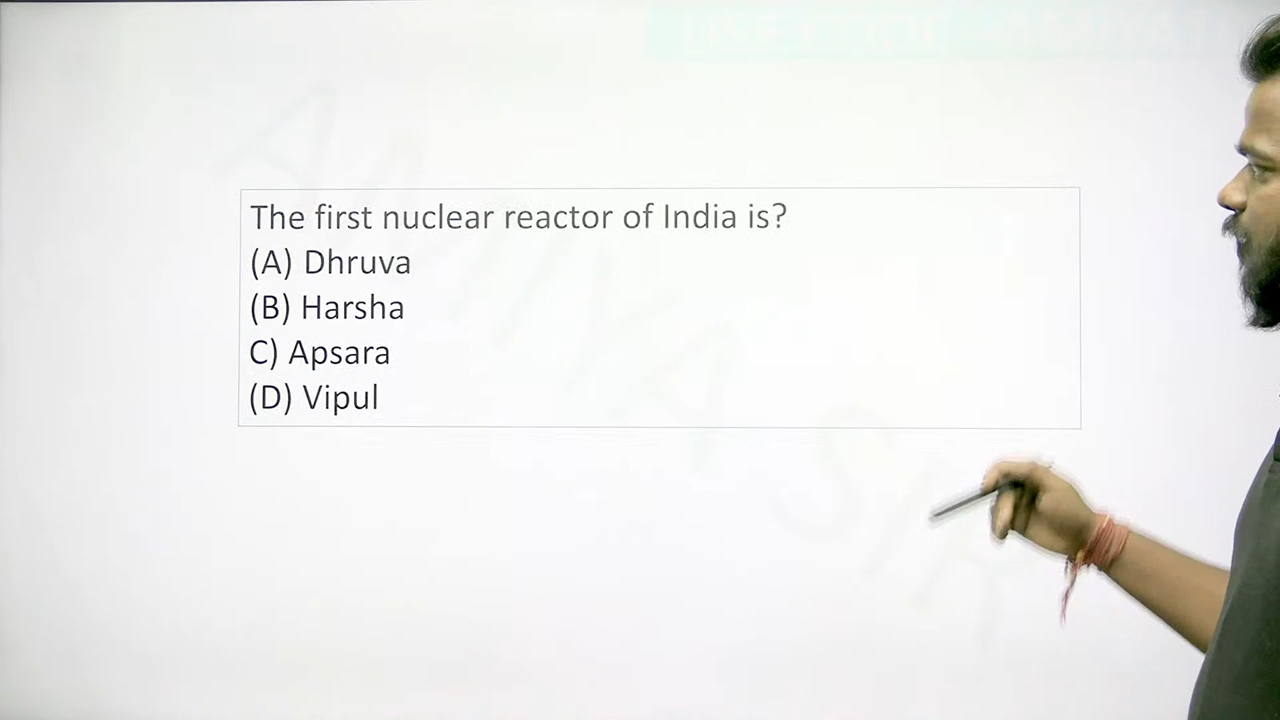 The first nuclear reactor of India is?
(A) Dhruva
(B) Harsha
C) Apsara
(D) Vipul